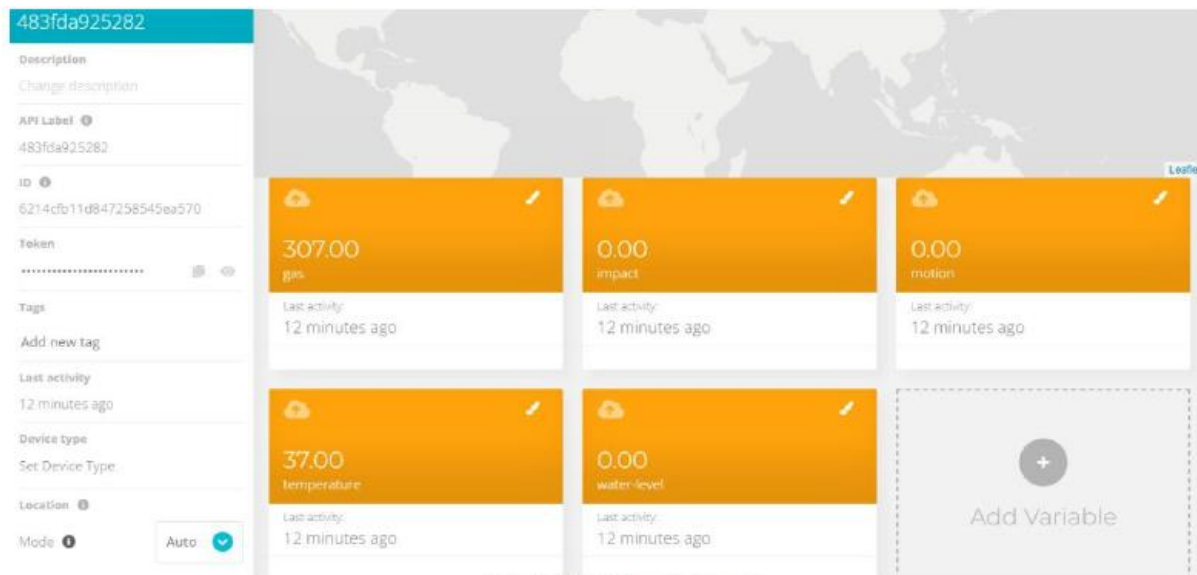 483fda925282
Description
Change description
API Label
483fda925282
ID
6214cfb11d847258545ea570
Token
Tags
Add new tag
Last activity
12 minutes ago
Device type
Set Device Type
Location
Mode
Auto
Leafle
307.00
gas
Last activity:
12 minutes ago
0.00
impact
Last activity:
12 minutes ago
0.00
motion
Last activity:
12 minutes ago
37.00
temperature
Last activity:
12 minutes ago
0.00
water-level
Last activity:
12 minutes ago
Add Variable